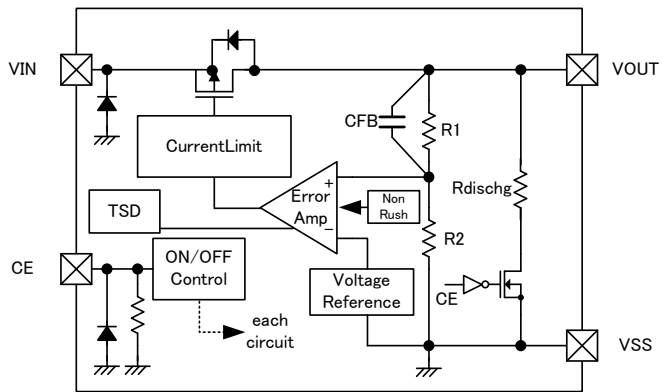 VIN
VOUT
CFB
R1
CurrentLimit
Rdischg
+
Error
Amp
−
Non
Rush
TSD
R2
CE
ON/OFF
Control
Voltage
Reference
CE
each
circuit
VSS